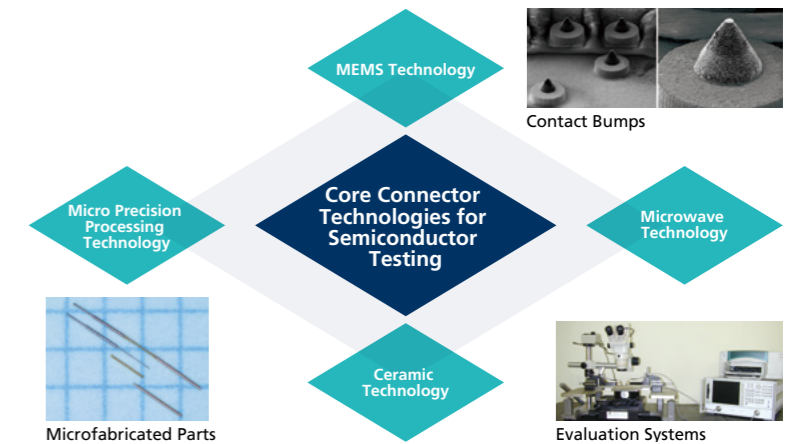 MEMS Technology
Contact Bumps
Core Connector
Technologies for
Semiconductor
Testing
Micro Precision
Processing
Technology
Microwave
Technology
Ceramic
Technology
Microfabricated Parts
Evaluation Systems